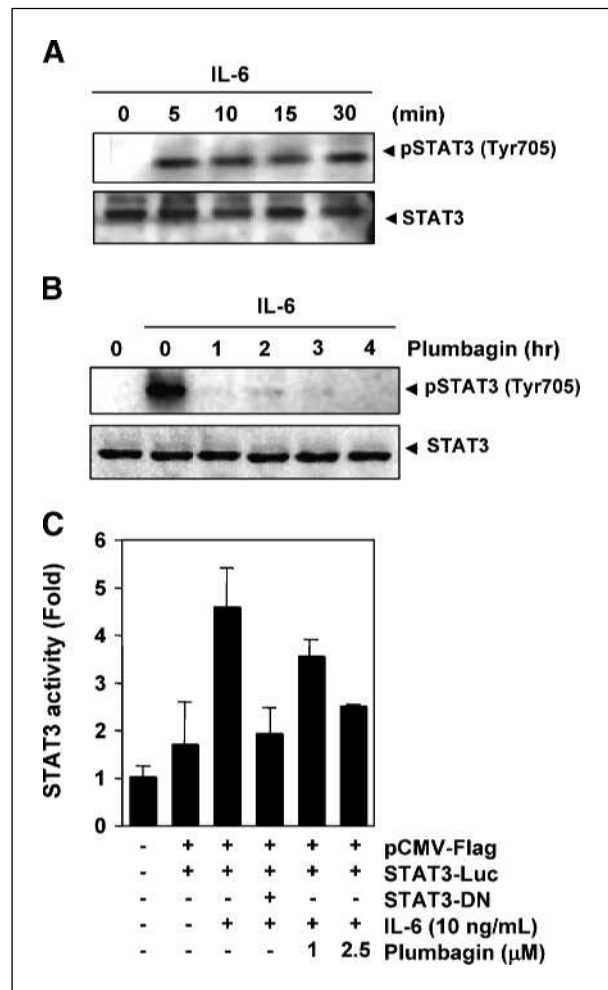 A
IL-6
0 5 10 15 30 (min)
◄ pSTAT3 (Tyr705)
◄ STAT3
B
IL-6
0 0 1 2 3 4 Plumbagin (hr)
◄ pSTAT3 (Tyr705)
◄ STAT3
C
STAT3 activity (Fold)
6
5
4
3
2
1
0
- + + + + + pCMV-Flag
- + + + + + STAT3-Luc
- - - + - - STAT3-DN
- - + + + + IL-6 (10 ng/mL)
- - - - 1 2.5 Plumbagin (μM)